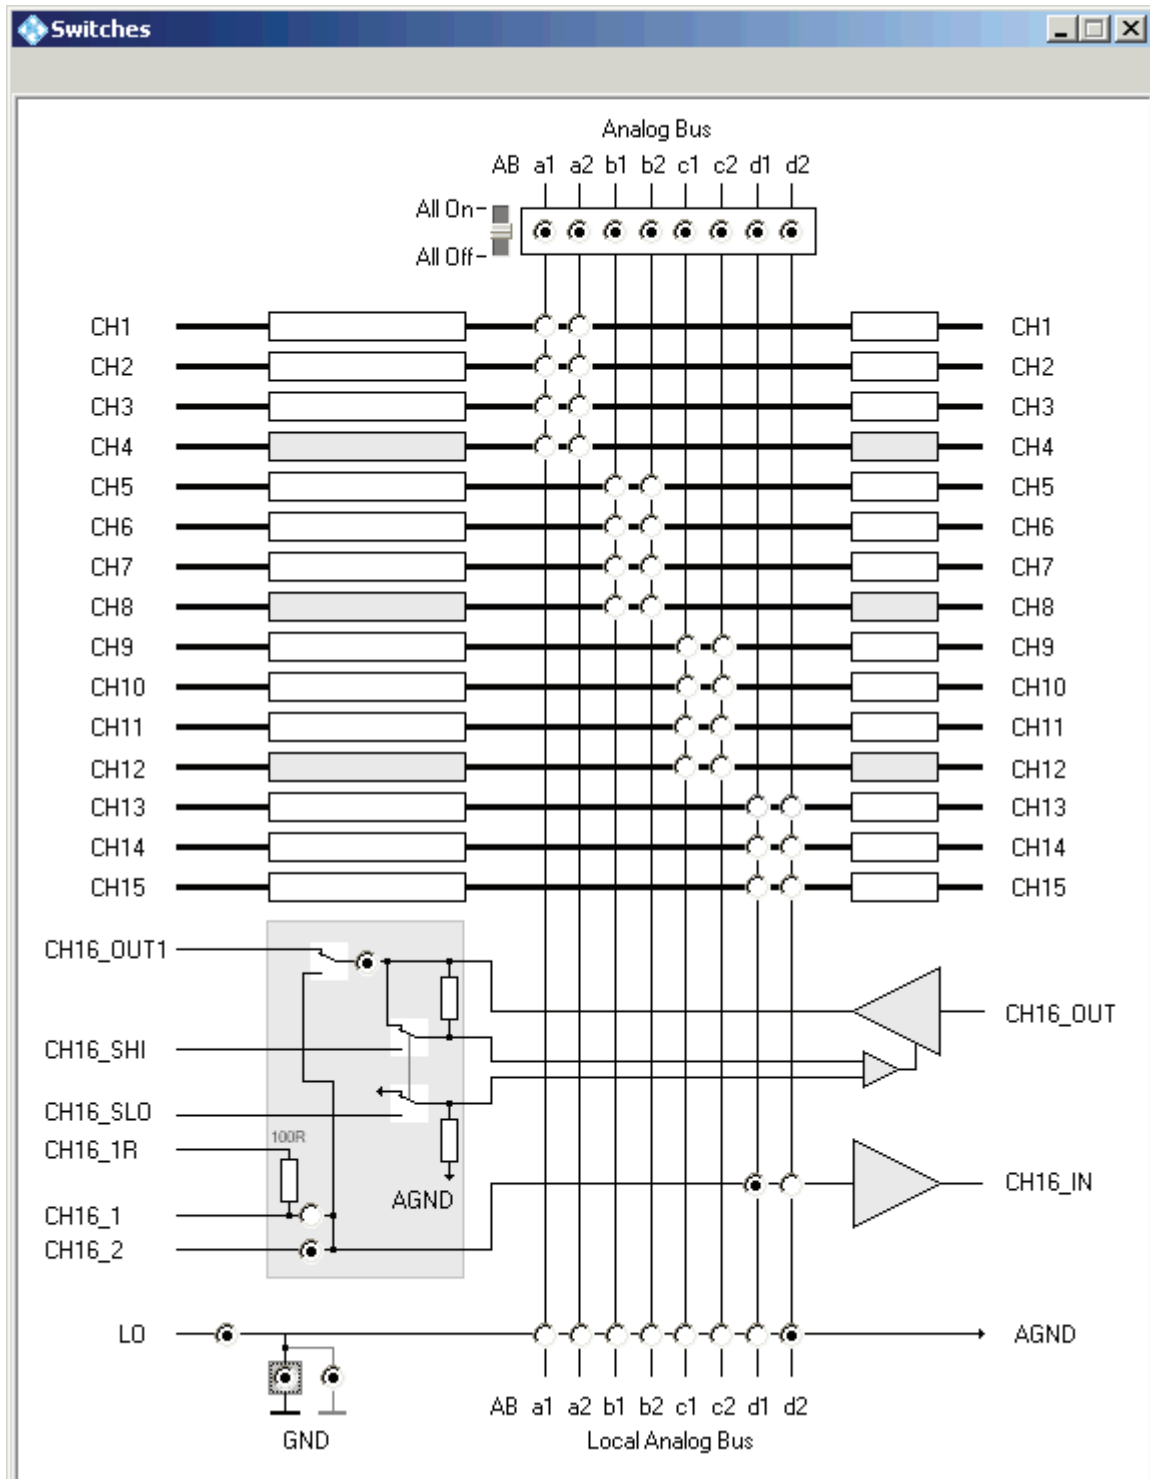 Switches
Analog Bus
AB a1 a2 b1 b2 c1 c2 d1 d2
All On
All Off
CH1 CH1
CH2 CH2
CH3 CH3
CH4 CH4
CH5 CH5
CH6 CH6
CH7 CH7
CH8 CH8
CH9 CH9
CH10 CH10
CH11 CH11
CH12 CH12
CH13 CH13
CH14 CH14
CH15 CH15
CH16_OUT1
CH16_OUT
CH16_SHI
CH16_SLO
100R
CH16_1R
CH16_IN
AGND
CH16_1
CH16_2
LO AGND
AB a1 a2 b1 b2 c1 c2 d1 d2
GND
Local Analog Bus